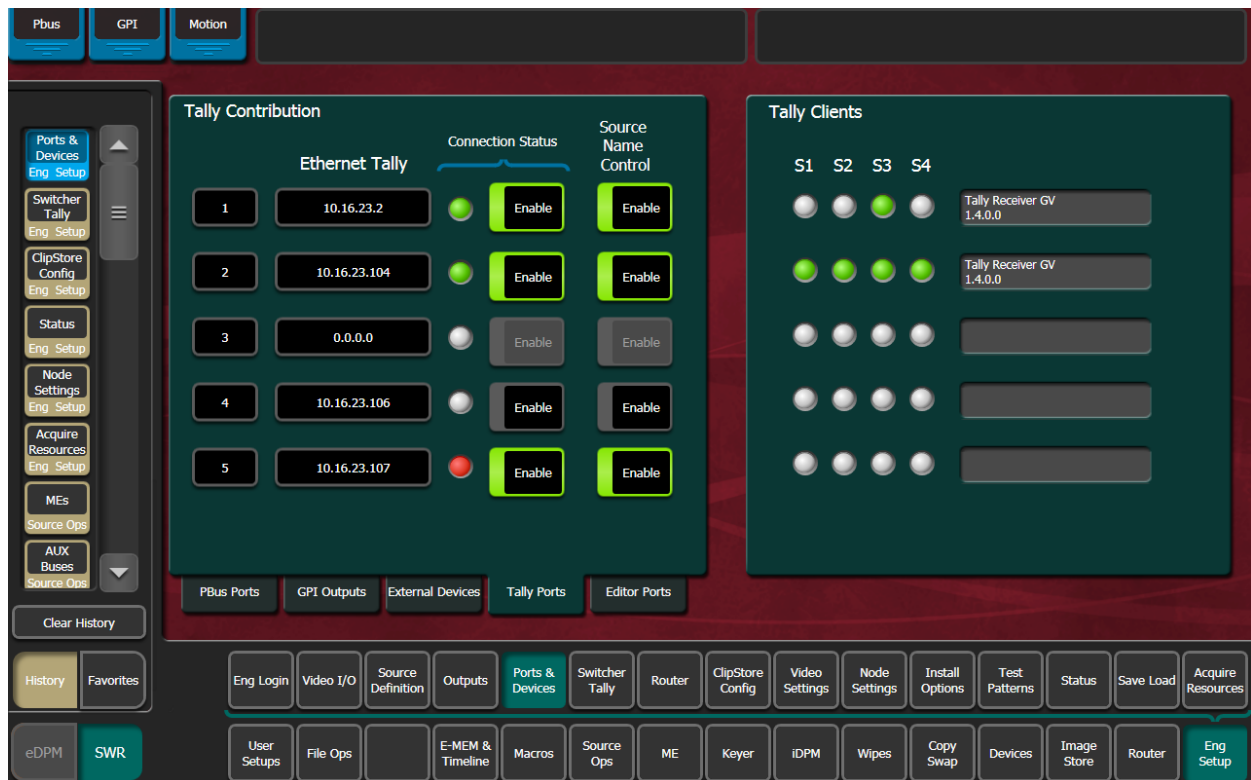 Pbus
GPI
Motion
Ports &
Devices
Eng Setup
Switcher
Tally
Eng Setup
ClipStore
Config
Eng Setup
Status
Eng Setup
Node
Settings
Eng Setup
Acquire
Resources
Eng Setup
MEs
Source Ops
AUX
Buses
Source Ops
Clear History
History
Favorites
eDPM
SWR
Tally Contribution
Ethernet Tally
Connection Status
Source
Name
Control
1
10.16.23.2
Enable
Enable
2
10.16.23.104
Enable
Enable
3
0.0.0.0
Enable
Enable
4
10.16.23.106
Enable
Enable
5
10.16.23.107
Enable
Enable
Tally Clients
S1 S2 S3 S4
Tally Receiver GV
1.4.0.0
Tally Receiver GV
1.4.0.0
PBus Ports
GPI Outputs
External Devices
Tally Ports
Editor Ports
Eng Login
Video I/O
Source
Definition
Outputs
Ports &
Devices
Switcher
Tally
Router
ClipStore
Config
Video
Settings
Node
Settings
Install
Options
Test
Patterns
Status
Save Load
Acquire
Resources
User
Setups
File Ops
E-MEM &
Timeline
Macros
Source
Ops
ME
Keyer
iDPM
Wipes
Copy
Swap
Devices
Image
Store
Router
Eng
Setup